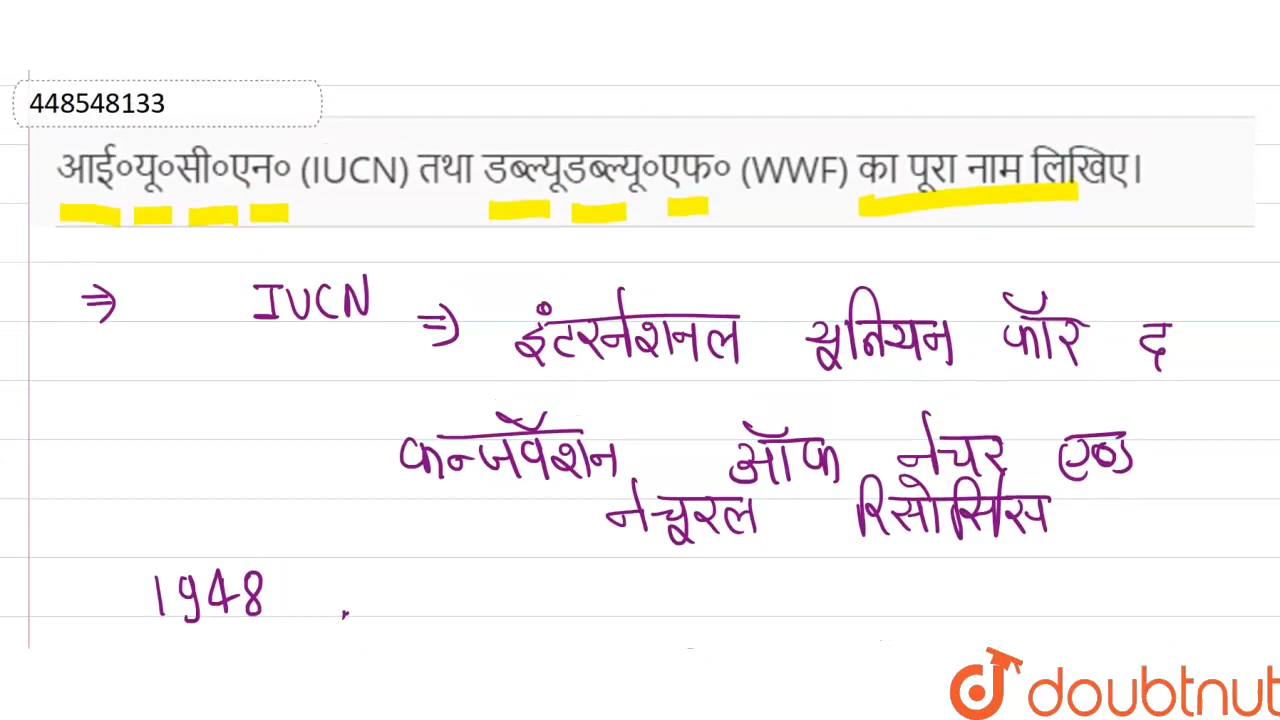 448548133
आई०यू०सी०एन० (IUCN) तथा डब्ल्यूडब्ल्यू०एफ० (WWF) का पूरा नाम लिखिए।
⇒ IUCN ⇒ इंटरनेशनल यूनियन फॉर द
कन्जर्वेशन ऑफ नेचर एण्ड
नेचूरल रिसोर्सेस
1948
doubtnut